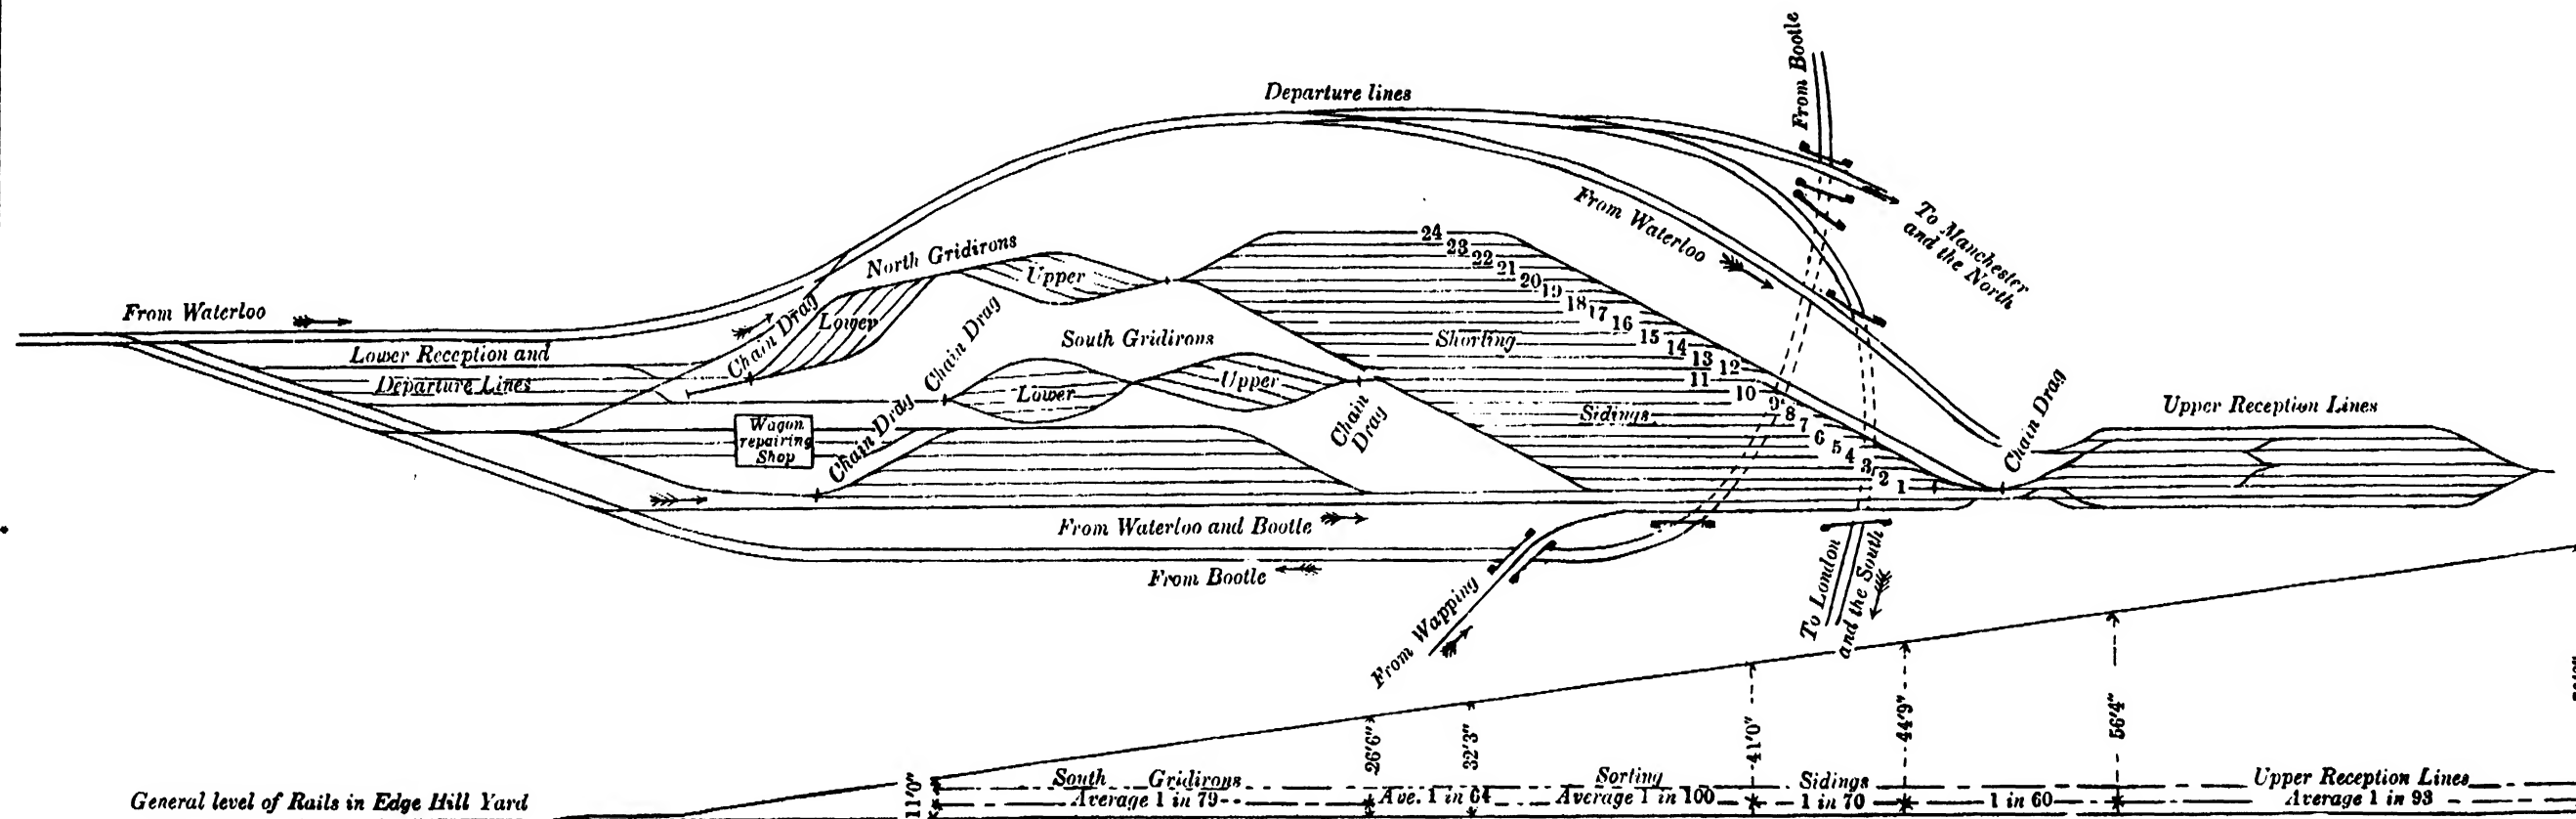 Departure lines
From Bootle
To Manchester
and the North
From Waterloo
North Gridirons
Upper
Lower
Chain Drag
From Waterloo
Lower Reception and
Departure Lines
Chain Drag
South Gridirons
Lower
Upper
Chain
Drag
Wagon
repairing
Shop
Chain Drag
24
23
22
21
20
19
18
17
16
15
14
13
12
11
10
9
8
7
6
5
4
3
2
1
Shorting
Sidings
Chain Drag
Upper Reception Lines
From Waterloo and Bootle
From Bootle
From Wapping
To London
and the South
11'0"
26'6"
32'3"
41'0"
44'9"
56'4"
South Gridirons
Sorting
Sidings
Upper Reception Lines
General level of Rails in Edge Hill Yard
Average 1 in 79
Ave. 1 in 64
Average 1 in 100
1 in 70
1 in 60
Average 1 in 93